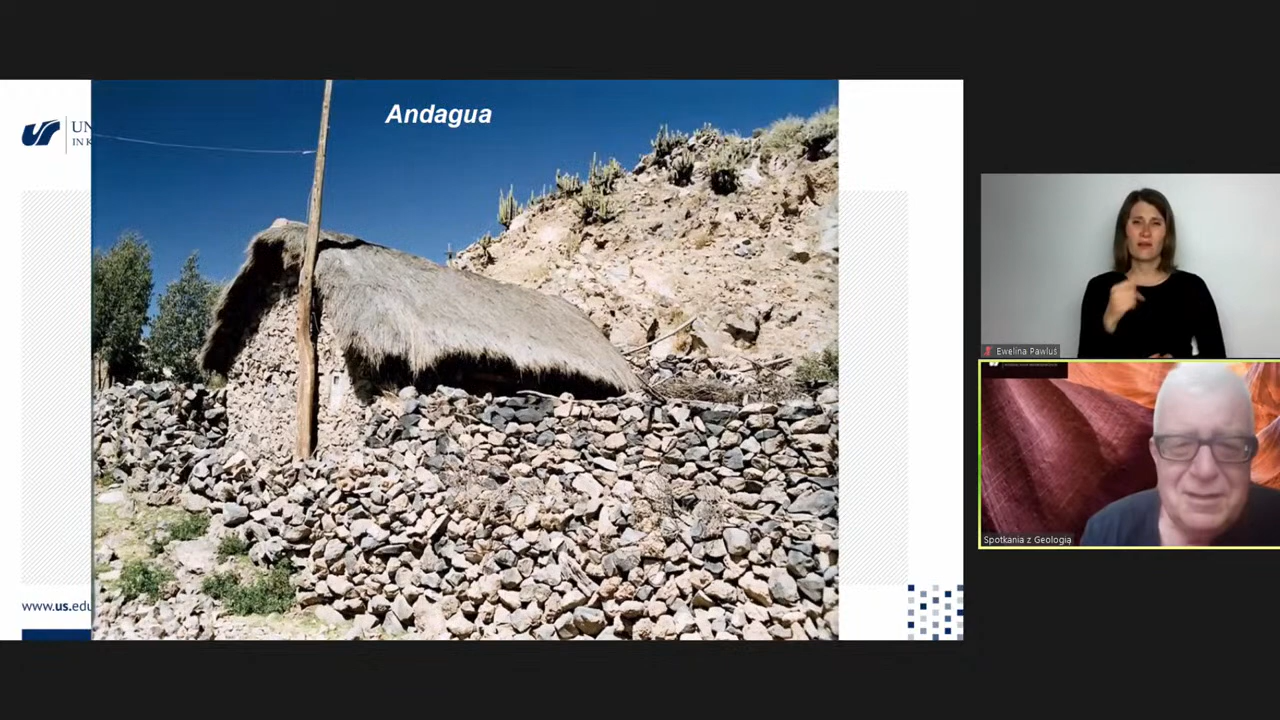 Andagua
UN
IN K
www.us.edu
Ewelina Pawluś
Spotkania z Geologią